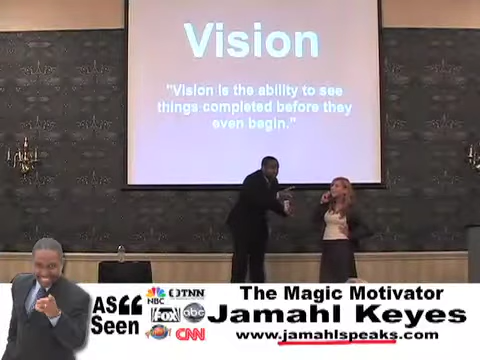 Vision
"Vision is the ability to see
things completed before they
even begin."
AS
Seen
NBC
TNN
FOX
abc
CNN
The Magic Motivator
Jamahl Keyes
www.jamahlspeaks.com